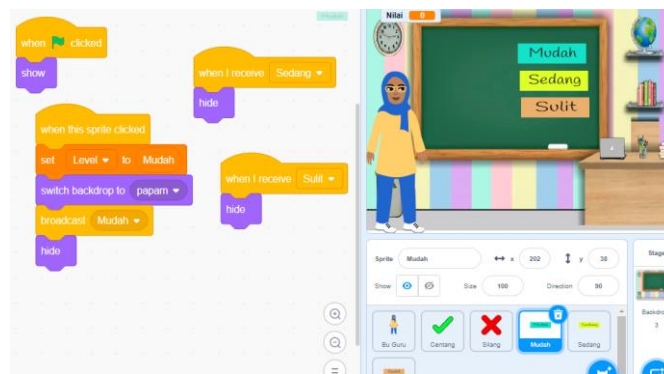 when clicked
show
when this sprite clicked
set Level to Mudah
switch backdrop to papam
broadcast Mudah
hide
when I receive Sedang
hide
when I receive Sulit
hide
Nilai 0
Mudah
Sedang
Sulit
Sprite Mudah x 202 y 38
Show Size 100 Direction 90
Bu Guru Centang Silang Mudah Sedang
Stage
3